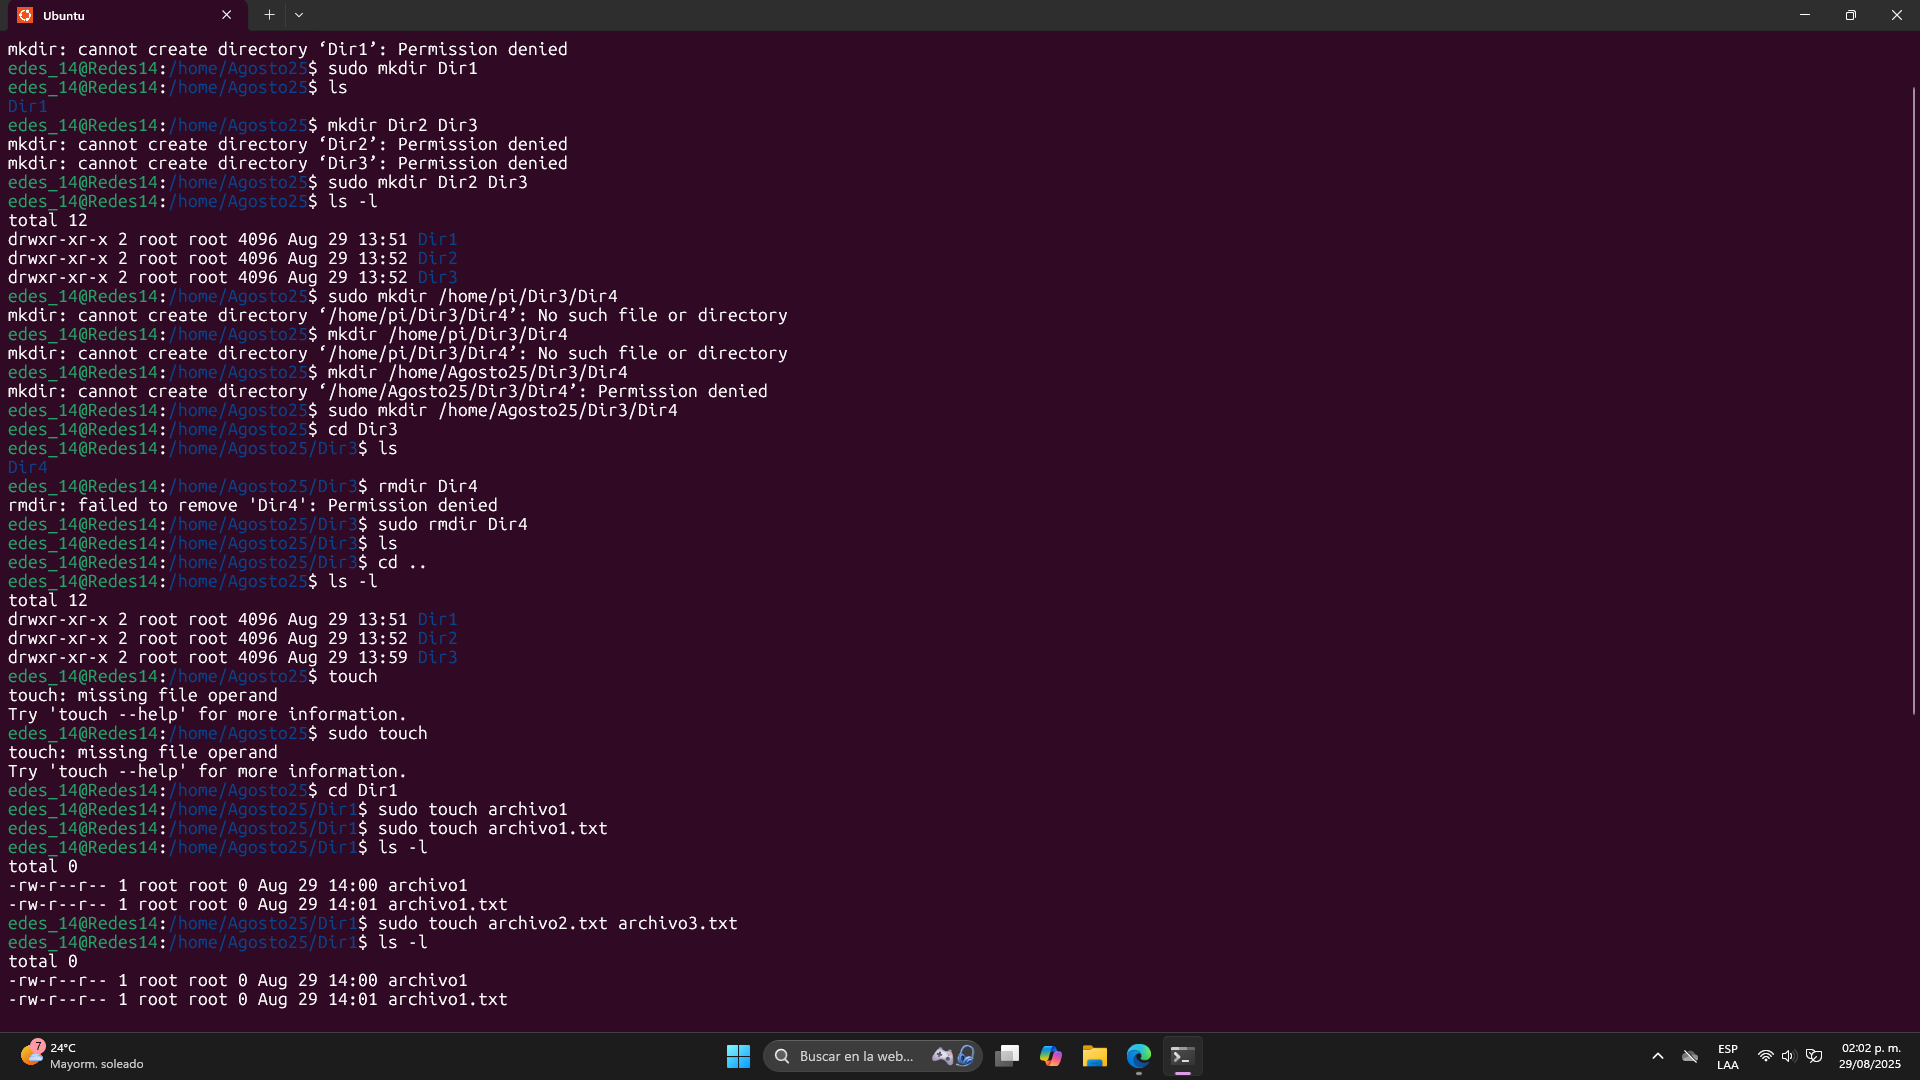 Ubuntu
mkdir: cannot create directory ‘Dir1’: Permission denied
edes_14@Redes14:/home/Agosto25$ sudo mkdir Dir1
edes_14@Redes14:/home/Agosto25$ ls
Dir1
edes_14@Redes14:/home/Agosto25$ mkdir Dir2 Dir3
mkdir: cannot create directory ‘Dir2’: Permission denied
mkdir: cannot create directory ‘Dir3’: Permission denied
edes_14@Redes14:/home/Agosto25$ sudo mkdir Dir2 Dir3
edes_14@Redes14:/home/Agosto25$ ls -l
total 12
drwxr-xr-x 2 root root 4096 Aug 29 13:51 Dir1
drwxr-xr-x 2 root root 4096 Aug 29 13:52 Dir2
drwxr-xr-x 2 root root 4096 Aug 29 13:52 Dir3
edes_14@Redes14:/home/Agosto25$ sudo mkdir /home/pi/Dir3/Dir4
mkdir: cannot create directory ‘/home/pi/Dir3/Dir4’: No such file or directory
edes_14@Redes14:/home/Agosto25$ mkdir /home/pi/Dir3/Dir4
mkdir: cannot create directory ‘/home/pi/Dir3/Dir4’: No such file or directory
edes_14@Redes14:/home/Agosto25$ mkdir /home/Agosto25/Dir3/Dir4
mkdir: cannot create directory ‘/home/Agosto25/Dir3/Dir4’: Permission denied
edes_14@Redes14:/home/Agosto25$ sudo mkdir /home/Agosto25/Dir3/Dir4
edes_14@Redes14:/home/Agosto25$ cd Dir3
edes_14@Redes14:/home/Agosto25/Dir3$ ls
Dir4
edes_14@Redes14:/home/Agosto25/Dir3$ rmdir Dir4
rmdir: failed to remove 'Dir4': Permission denied
edes_14@Redes14:/home/Agosto25/Dir3$ sudo rmdir Dir4
edes_14@Redes14:/home/Agosto25/Dir3$ ls
edes_14@Redes14:/home/Agosto25/Dir3$ cd ..
edes_14@Redes14:/home/Agosto25$ ls -l
total 12
drwxr-xr-x 2 root root 4096 Aug 29 13:51 Dir1
drwxr-xr-x 2 root root 4096 Aug 29 13:52 Dir2
drwxr-xr-x 2 root root 4096 Aug 29 13:59 Dir3
edes_14@Redes14:/home/Agosto25$ touch
touch: missing file operand
Try 'touch --help' for more information.
edes_14@Redes14:/home/Agosto25$ sudo touch
touch: missing file operand
Try 'touch --help' for more information.
edes_14@Redes14:/home/Agosto25$ cd Dir1
edes_14@Redes14:/home/Agosto25/Dir1$ sudo touch archivo1
edes_14@Redes14:/home/Agosto25/Dir1$ sudo touch archivo1.txt
edes_14@Redes14:/home/Agosto25/Dir1$ ls -l
total 0
-rw-r--r-- 1 root root 0 Aug 29 14:00 archivo1
-rw-r--r-- 1 root root 0 Aug 29 14:01 archivo1.txt
edes_14@Redes14:/home/Agosto25/Dir1$ sudo touch archivo2.txt archivo3.txt
edes_14@Redes14:/home/Agosto25/Dir1$ ls -l
total 0
-rw-r--r-- 1 root root 0 Aug 29 14:00 archivo1
-rw-r--r-- 1 root root 0 Aug 29 14:01 archivo1.txt
7
24°C
Mayorm. soleado
Buscar en la web...
ESP
LAA
02:02 p. m.
29/08/2025